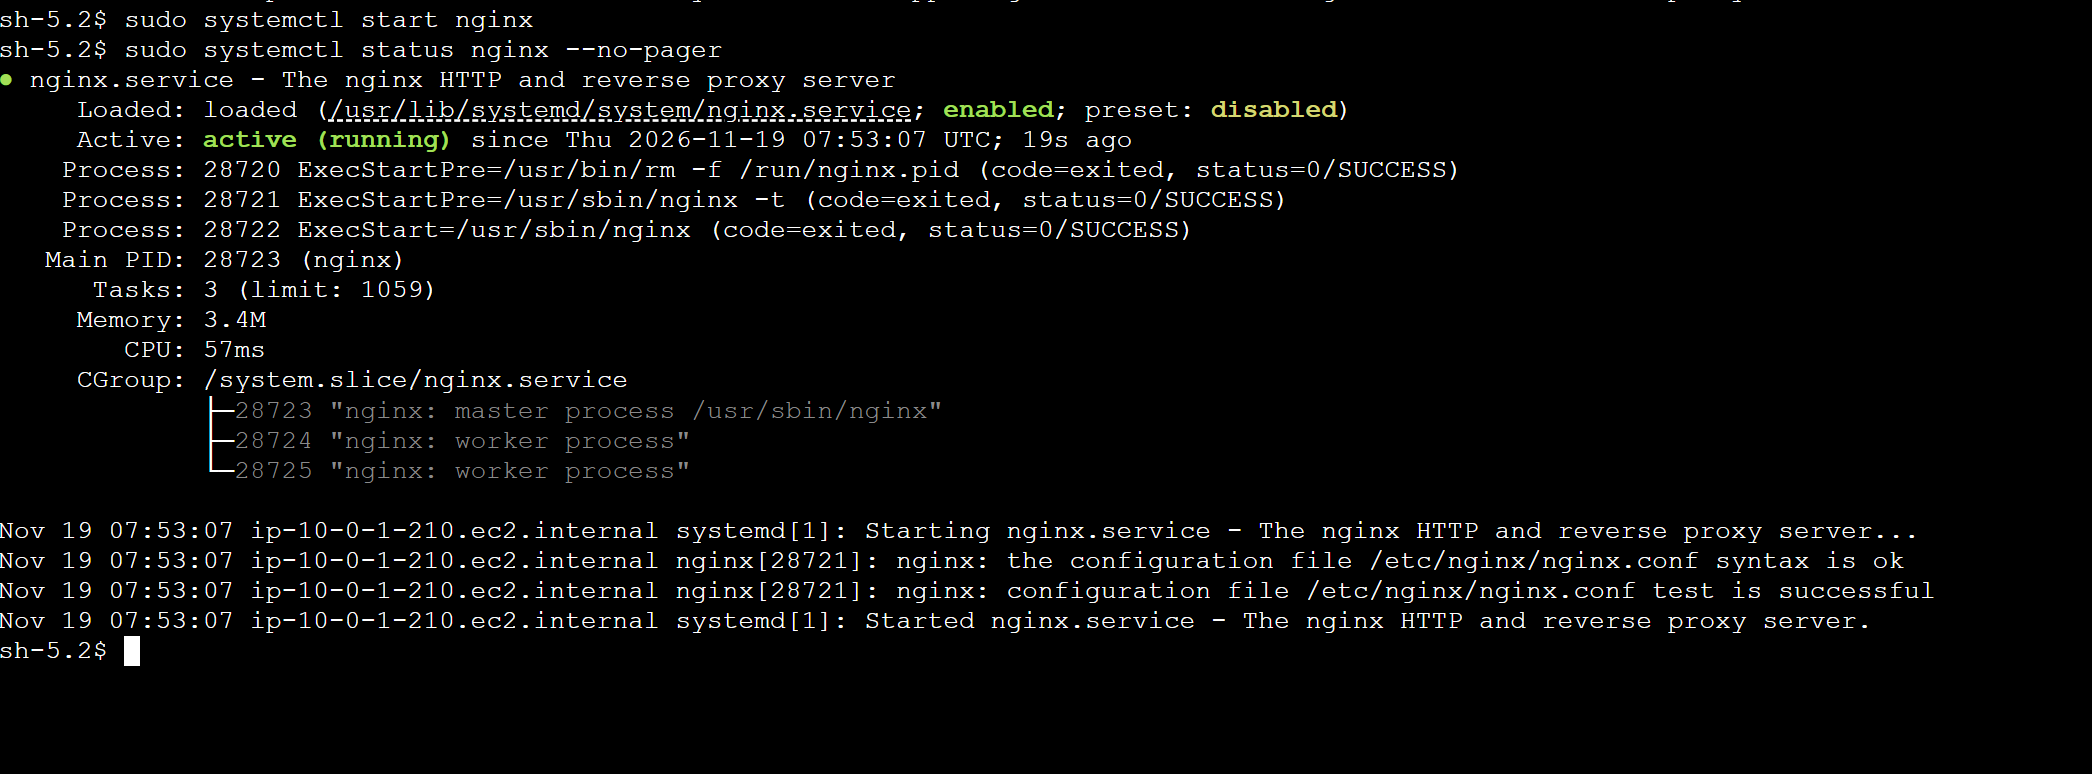 sh-5.2$ sudo systemctl start nginx
sh-5.2$ sudo systemctl status nginx --no-pager
● nginx.service - The nginx HTTP and reverse proxy server
     Loaded: loaded (/usr/lib/systemd/system/nginx.service; enabled; preset: disabled)
     Active: active (running) since Thu 2026-11-19 07:53:07 UTC; 19s ago
    Process: 28720 ExecStartPre=/usr/bin/rm -f /run/nginx.pid (code=exited, status=0/SUCCESS)
    Process: 28721 ExecStartPre=/usr/sbin/nginx -t (code=exited, status=0/SUCCESS)
    Process: 28722 ExecStart=/usr/sbin/nginx (code=exited, status=0/SUCCESS)
   Main PID: 28723 (nginx)
      Tasks: 3 (limit: 1059)
     Memory: 3.4M
        CPU: 57ms
     CGroup: /system.slice/nginx.service
             ├─28723 "nginx: master process /usr/sbin/nginx"
             ├─28724 "nginx: worker process"
             └─28725 "nginx: worker process"
Nov 19 07:53:07 ip-10-0-1-210.ec2.internal systemd[1]: Starting nginx.service - The nginx HTTP and reverse proxy server...
Nov 19 07:53:07 ip-10-0-1-210.ec2.internal nginx[28721]: nginx: the configuration file /etc/nginx/nginx.conf syntax is ok
Nov 19 07:53:07 ip-10-0-1-210.ec2.internal nginx[28721]: nginx: configuration file /etc/nginx/nginx.conf test is successful
Nov 19 07:53:07 ip-10-0-1-210.ec2.internal systemd[1]: Started nginx.service - The nginx HTTP and reverse proxy server.
sh-5.2$